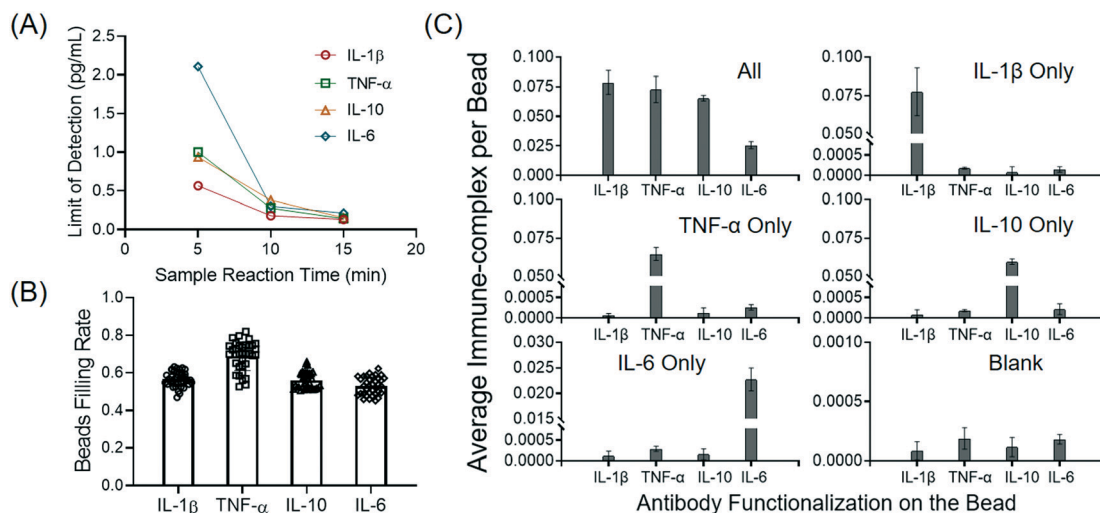 (A)
Limit of Detection (pg/mL)
2.5
2.0
1.5
1.0
0.5
0.0
0 5 10 15 20
Sample Reaction Time (min)
IL-1β
TNF-α
IL-10
IL-6
(B)
Beads Filling Rate
1.0
0.8
0.6
0.4
0.2
0.0
IL-1β TNF-α IL-10 IL-6
(C)
Average Immune-complex per Bead
All
0.100
0.075
0.050
0.025
0.000
IL-1β TNF-α IL-10 IL-6
IL-1β Only
0.100
0.075
0.050
0.0005
0.0000
IL-1β TNF-α IL-10 IL-6
TNF-α Only
0.100
0.075
0.050
0.0005
0.0000
IL-1β TNF-α IL-10 IL-6
IL-10 Only
0.100
0.075
0.050
0.0005
0.0000
IL-1β TNF-α IL-10 IL-6
IL-6 Only
0.030
0.025
0.020
0.015
0.0005
0.0000
IL-1β TNF-α IL-10 IL-6
Blank
0.0010
0.0005
0.0000
IL-1β TNF-α IL-10 IL-6
Antibody Functionalization on the Bead